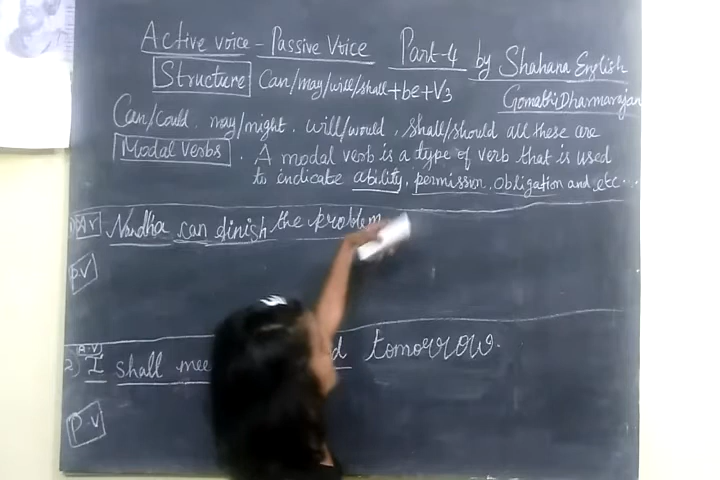 Active voice - Passive Voice Part-4 by Shahana English
Structure Can/may/will/shall+be+V3 Gomathi Dharmarajan
Can/could, may/might, will/would, Shall/should all these are
Modal verbs. A modal verb is a type of verb that is used
to indicate ability, permission, obligation and etc...
1) A.V Nandha can finish the problem
P.V
A.V
2) I shall tomorrow.
P.V